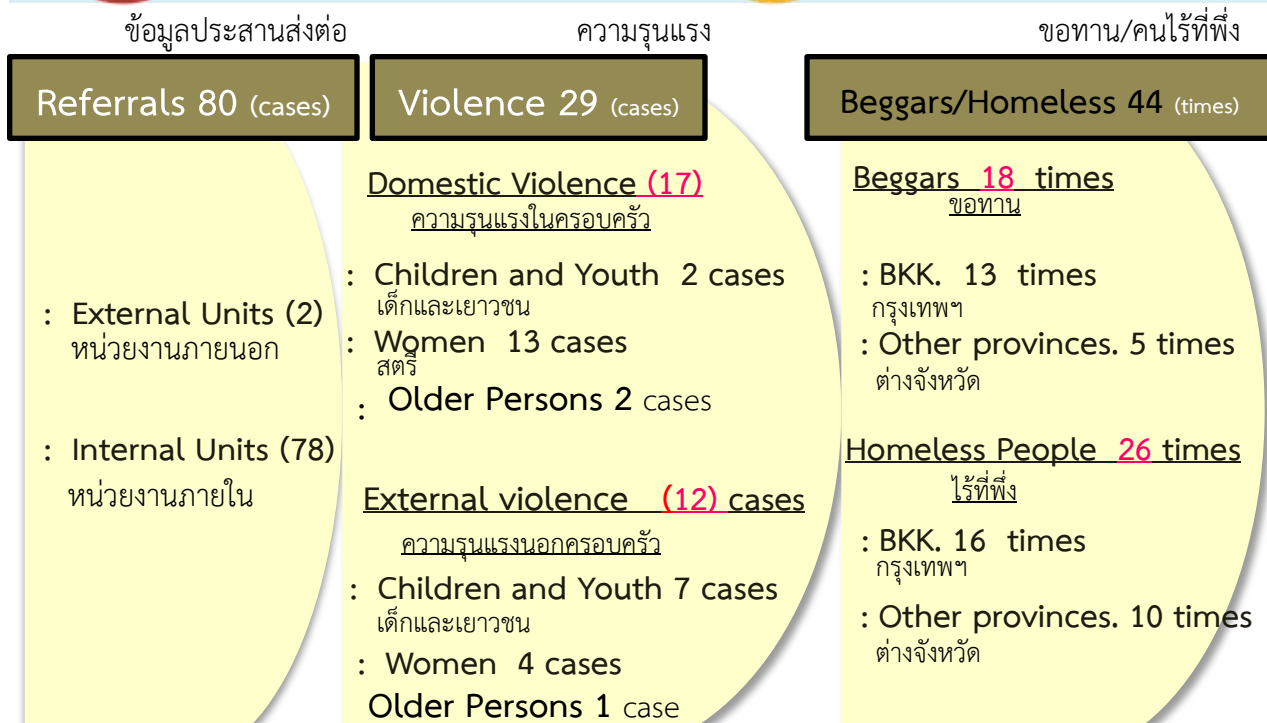 ข้อมูลประสานส่งต่อ
Referrals 80 (cases)
: External Units (2)
หน่วยงานภายนอก
: Internal Units (78)
หน่วยงานภายใน
ความรุนแรง
Violence 29 (cases)
Domestic Violence (17)
ความรุนแรงในครอบครัว
: Children and Youth 2 cases
เด็กและเยาวชน
: Women 13 cases
สตรี
: Older Persons 2 cases
External violence (12) cases
ความรุนแรงนอกครอบครัว
: Children and Youth 7 cases
เด็กและเยาวชน
: Women 4 cases
Older Persons 1 case
ขอทาน/คนไร้ที่พึ่ง
Beggars/Homeless 44 (times)
Beggars 18 times
ขอทาน
: BKK. 13 times
กรุงเทพฯ
: Other provinces. 5 times
ต่างจังหวัด
Homeless People 26 times
ไร้ที่พึ่ง
: BKK. 16 times
กรุงเทพฯ
: Other provinces. 10 times
ต่างจังหวัด